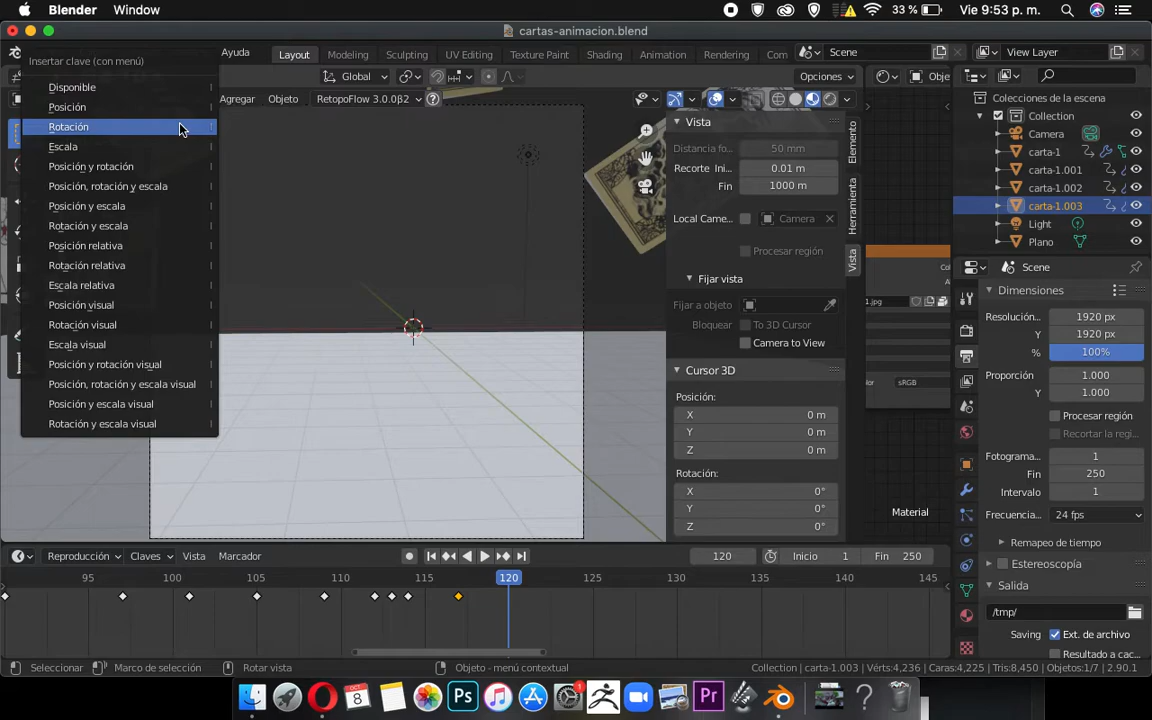 Blender Window 33 % Vie 9:53 p. m.
cartas-animacion.blend
Ayuda Layout Modeling Sculpting UV Editing Texture Paint Shading Animation Rendering Scene View Layer
Insertar clave (con menú)
Disponible
Posición
Rotación
Escala
Posición y rotación
Posición, rotación y escala
Posición y escala
Rotación y escala
Posición relativa
Rotación relativa
Escala relativa
Posición visual
Rotación visual
Escala visual
Posición y rotación visual
Posición, rotación y escala visual
Posición y escala visual
Rotación y escala visual
Global Opciones Obje
Agregar Objeto RetopoFlow 3.0.0β2
Vista
Distancia fo... 50 mm
Recorte Ini... 0.01 m
Fin 1000 m
Local Came... Camera
Procesar región
Fijar vista
Fijar a objeto
Bloquear To 3D Cursor
Camera to View
Cursor 3D
Posición:
X 0 m
Y 0 m
Z 0 m
Rotación:
X 0°
Y 0°
Z 0°
Elemento
Herramienta
Vista
1.jpg
sRGB
Material
Colecciones de la escena
Collection
Camera
carta-1
carta-1.001
carta-1.002
carta-1.003
Light
Plano
Scene
Dimensiones
Resolución... 1920 px
Y 1920 px
% 100%
Proporción 1.000
Y 1.000
Procesar región
Recortar la regi...
Fotograma... 1
Fin 250
Intervalo 1
Frecuencia... 24 fps
Remapeo de tiempo
Estereoscopía
Salida
/tmp/
Saving Ext. de archivo
Resultado a cac...
Reproducción Claves Vista Marcador 120 Inicio 1 Fin 250
95 100 105 110 115 120 125 130 135 140 145
Seleccionar Marco de selección Rotar vista Objeto - menú contextual Collection | carta-1.003 | Vérts:4,236 | Caras:4,225 | Tris:8,450 | Objetos:1/7 | 2.90.1
8 Ps 1 Pr